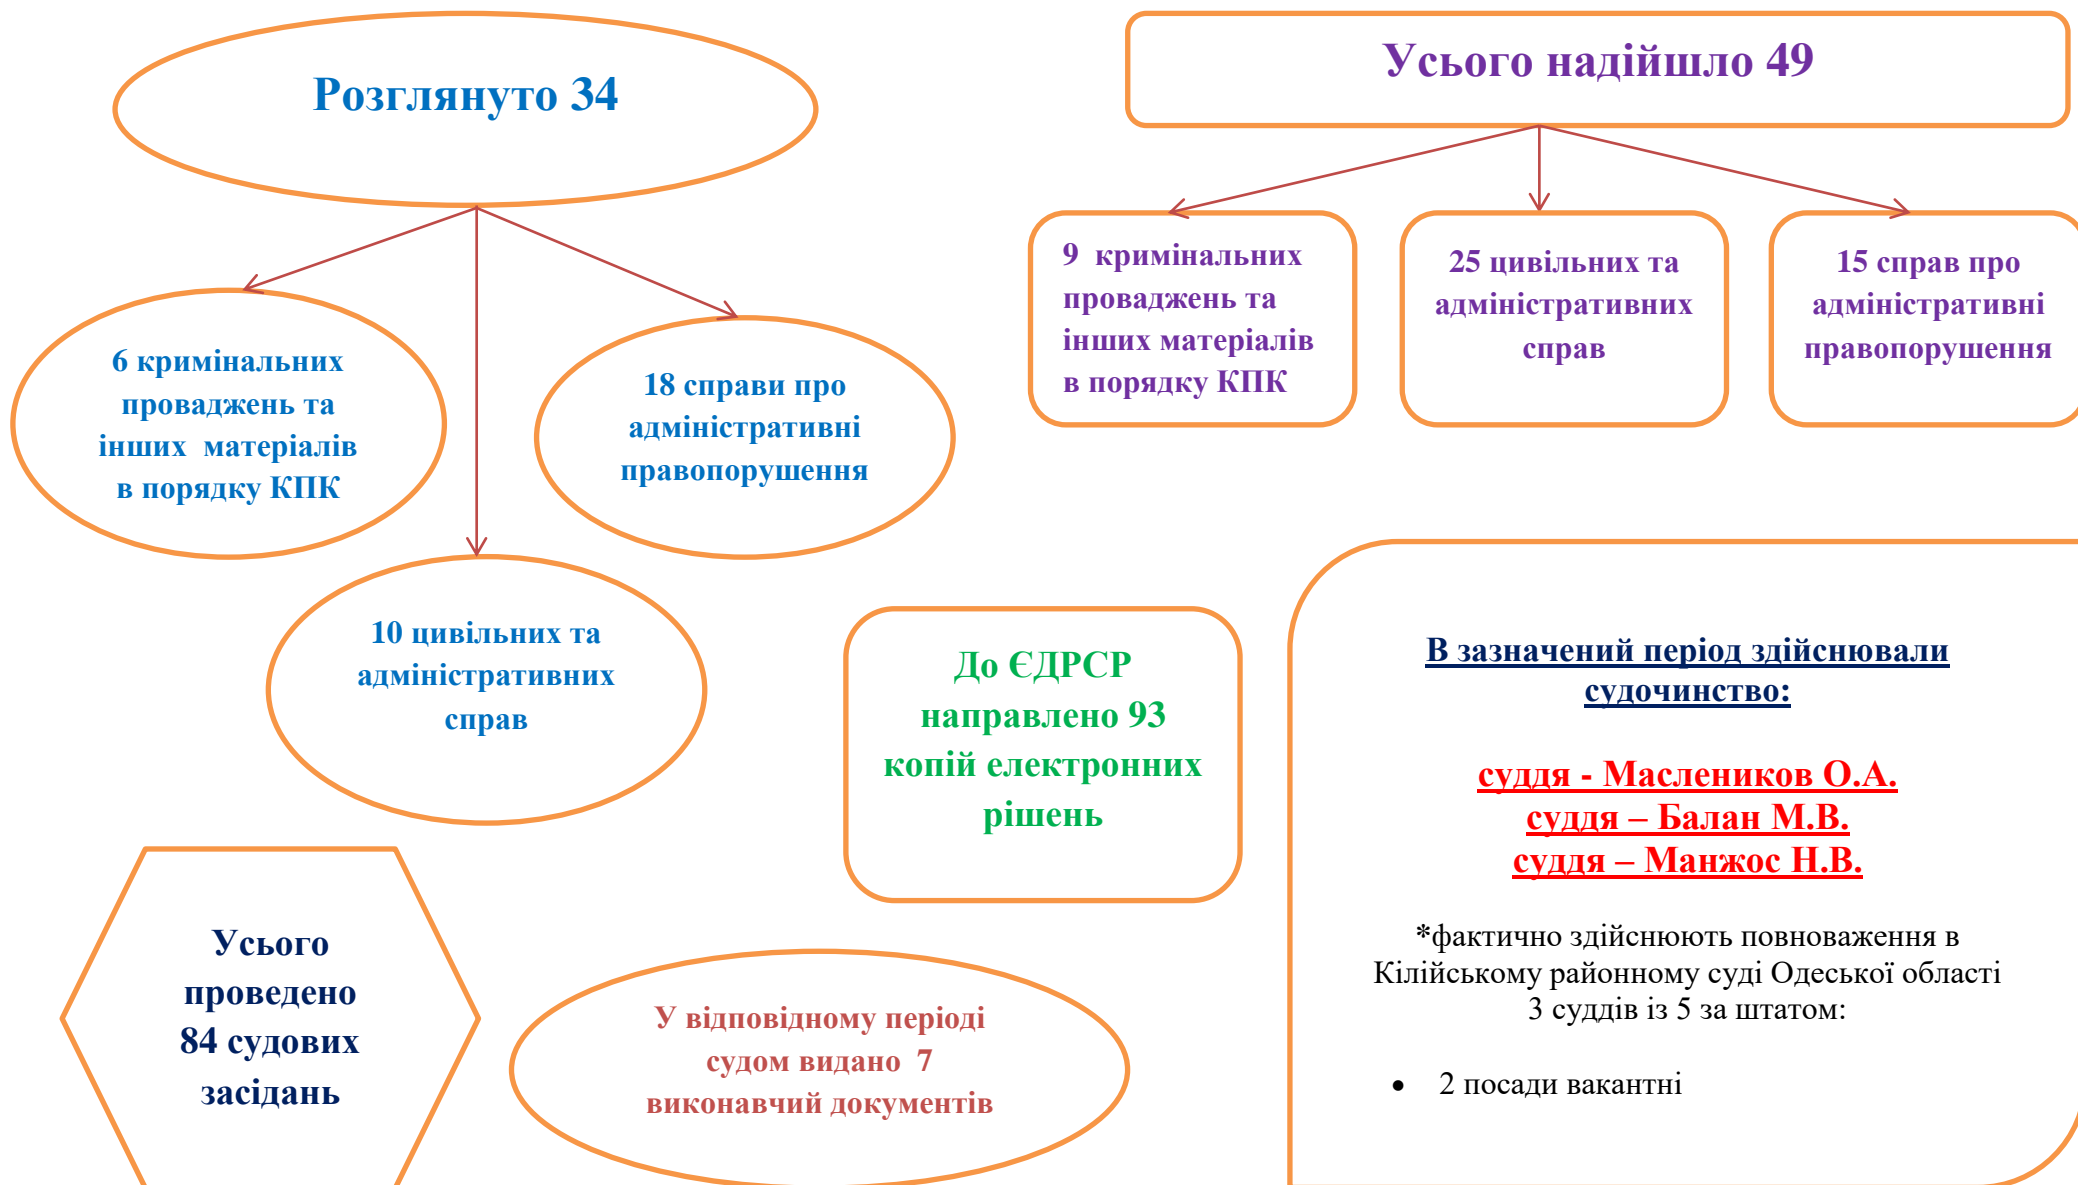 Розглянуто 34
6 кримінальних
проваджень та
інших матеріалів
в порядку КПК
18 справи про
адміністративні
правопорушення
10 цивільних та
адміністративних
справ
Усього надійшло 49
9 кримінальних
проваджень та
інших матеріалів
в порядку КПК
25 цивільних та
адміністративних
справ
15 справ про
адміністративні
правопорушення
До ЄДРСР
направлено 93
копій електронних
рішень
В зазначений період здійснювали
судочинство:
суддя - Маслеников О.А.
суддя – Балан М.В.
суддя – Манжос Н.В.
*фактично здійснюють повноваження в
Кілійському районному суді Одеської області
3 суддів із 5 за штатом:
• 2 посади вакантні
Усього
проведено
84 судових
засідань
У відповідному періоді
судом видано 7
виконавчий документів